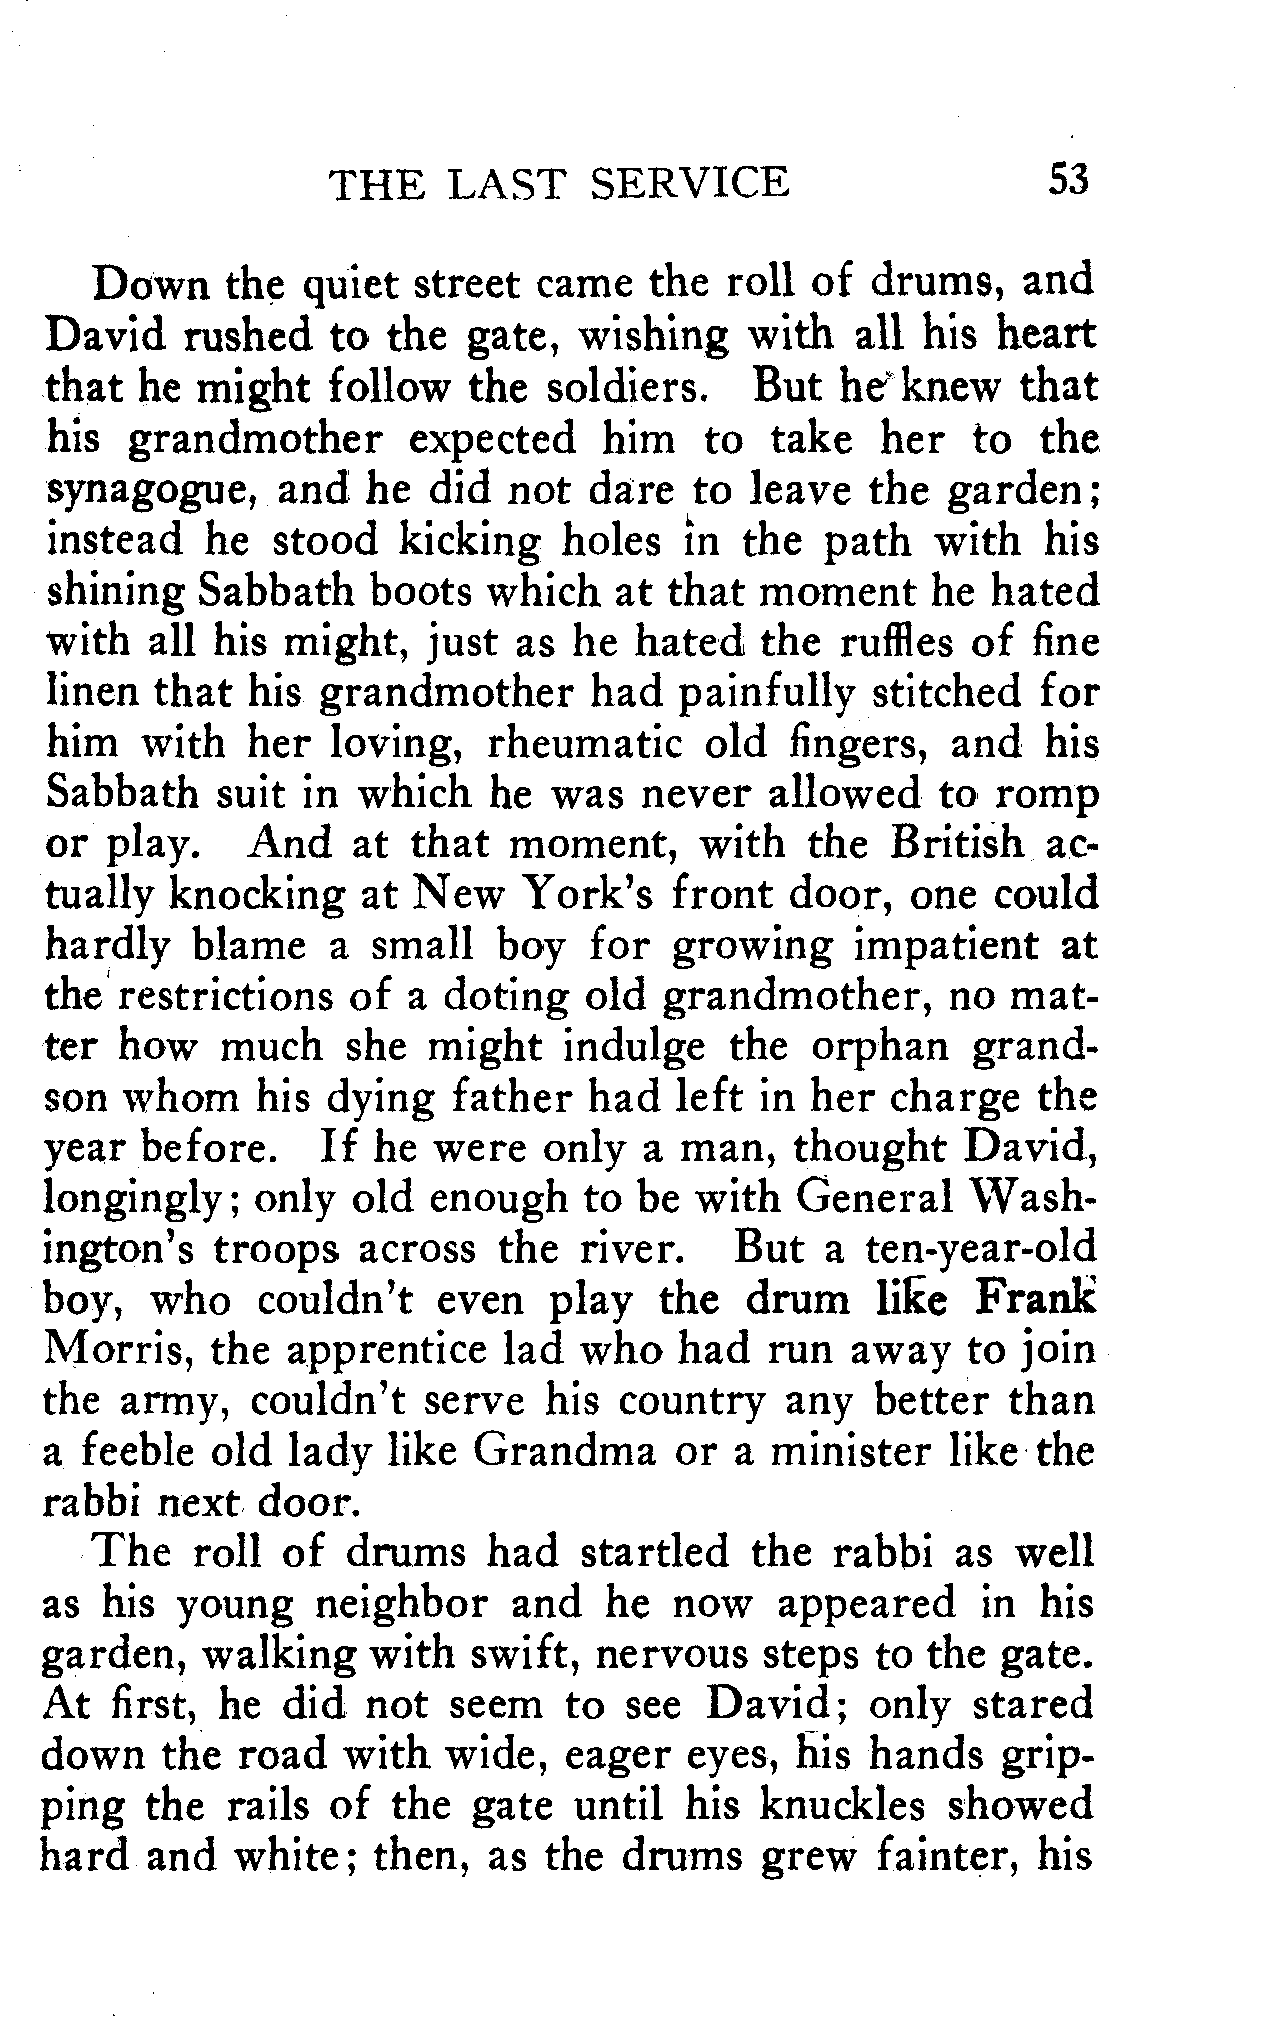 THE LAST SERVICE 53
Down the quiet street came the roll of drums, and
David rushed to the gate, wishing with all his heart
that he might follow the soldiers. But he knew that
his grandmother expected him to take her to the
synagogue, and he did not dare to leave the garden;
instead he stood kicking holes in the path with his
shining Sabbath boots which at that moment he hated
with all his might, just as he hated the ruffles of fine
linen that his grandmother had painfully stitched for
him with her loving, rheumatic old fingers, and his
Sabbath suit in which he was never allowed to romp
or play. And at that moment, with the British ac-
tually knocking at New York's front door, one could
hardly blame a small boy for growing impatient at
the restrictions of a doting old grandmother, no mat-
ter how much she might indulge the orphan grand-
son whom his dying father had left in her charge the
year before. If he were only a man, thought David,
longingly; only old enough to be with General Wash-
ington's troops across the river. But a ten-year-old
boy, who couldn't even play the drum like Frank
Morris, the apprentice lad who had run away to join
the army, couldn't serve his country any better than
a feeble old lady like Grandma or a minister like the
rabbi next door.
The roll of drums had startled the rabbi as well
as his young neighbor and he now appeared in his
garden, walking with swift, nervous steps to the gate.
At first, he did not seem to see David; only stared
down the road with wide, eager eyes, his hands grip-
ping the rails of the gate until his knuckles showed
hard and white; then, as the drums grew fainter, his